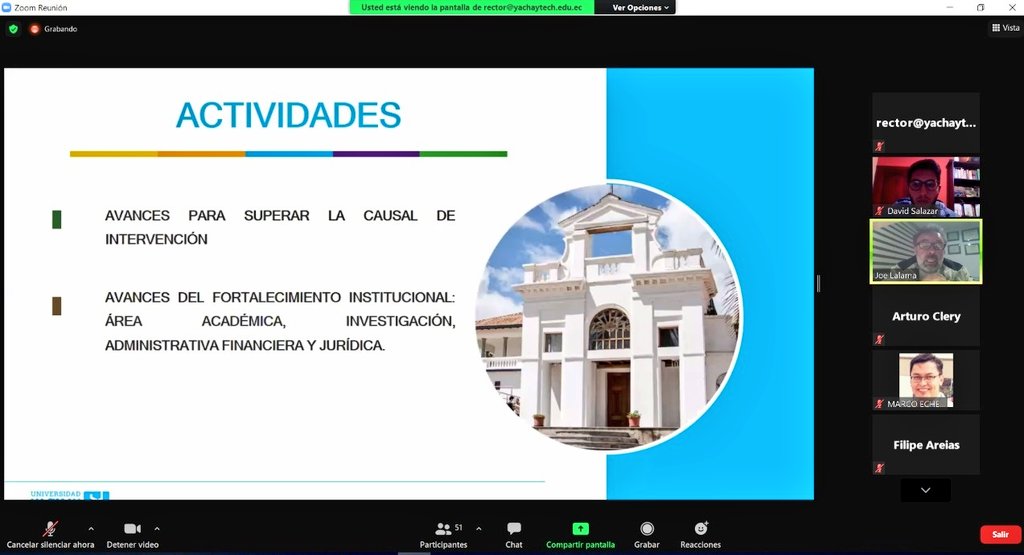 Zoom Reunión
Usted está viendo la pantalla de rector@yachaytech.edu.ec
Ver Opciones
Grabando
Vista
ACTIVIDADES
AVANCES PARA SUPERAR LA CAUSAL DE
INTERVENCIÓN
AVANCES DEL FORTALECIMIENTO INSTITUCIONAL:
ÁREA ACADÉMICA, INVESTIGACIÓN,
ADMINISTRATIVA FINANCIERA Y JURÍDICA.
UNIVERSIDAD
rector@yachayt...
David Salazar
Joe Lalama
Arturo Clery
MARCO ECHE
Filipe Areias
Cancelar silenciar ahora
Detener video
51
Participantes
Chat
Compartir pantalla
Grabar
Reacciones
Salir